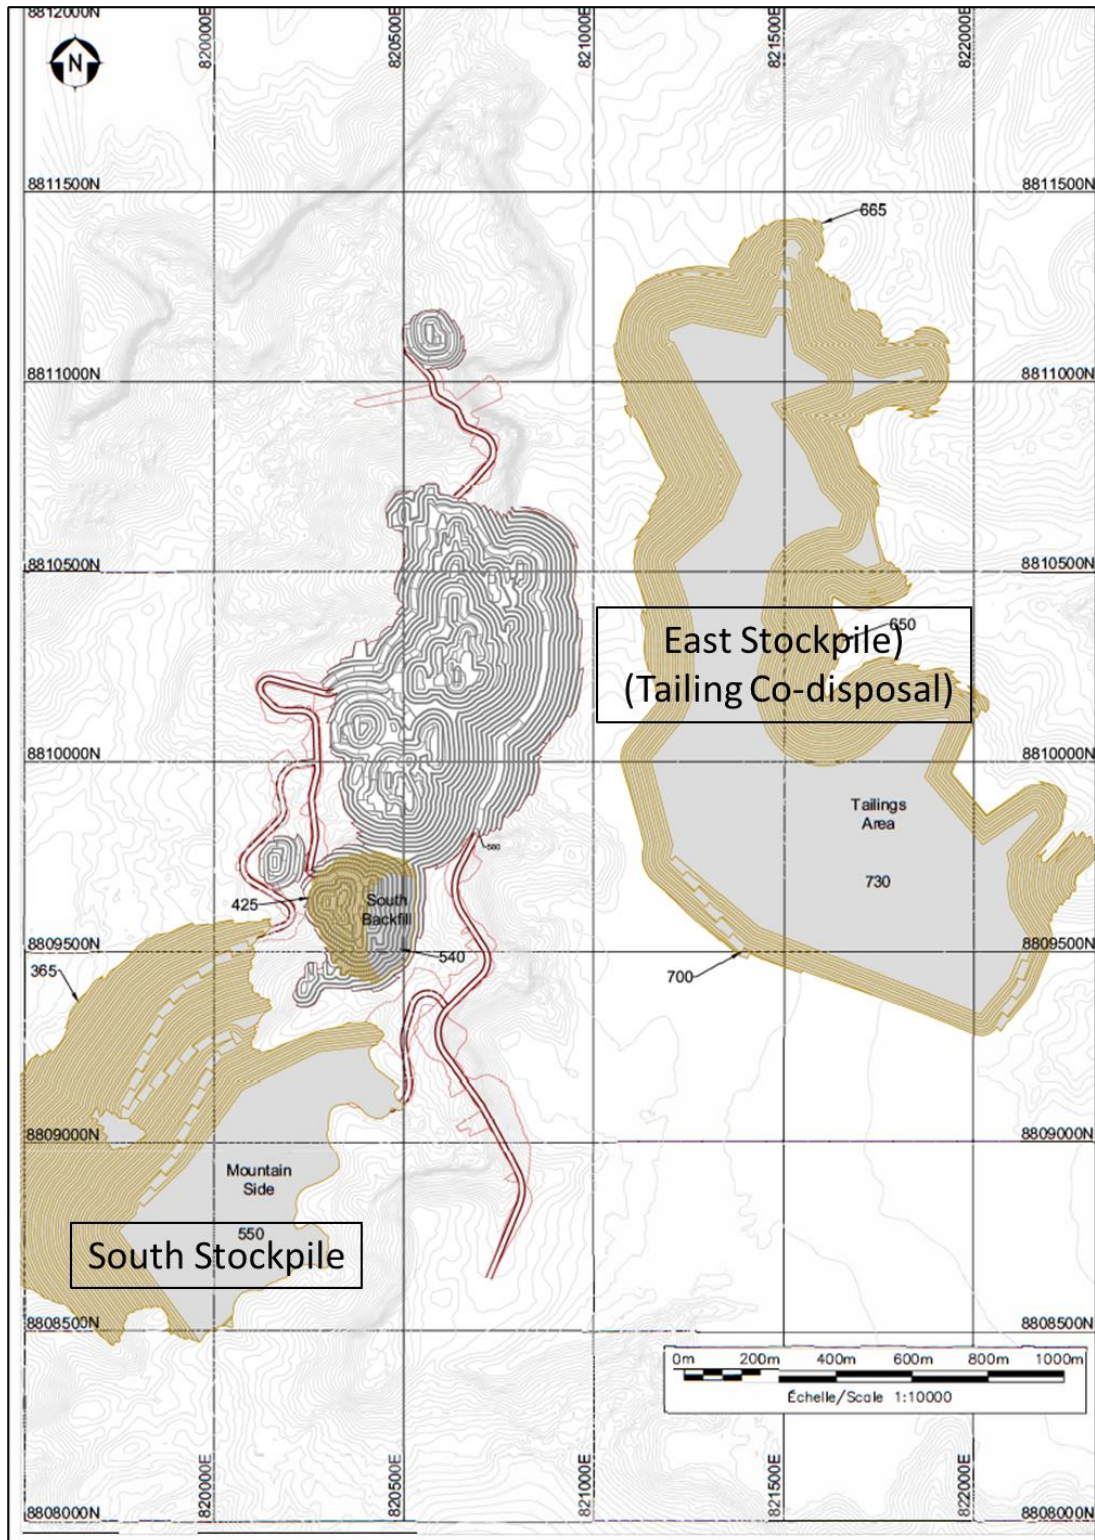 8812000N
820000E
820500E
821000E
821500E
822000E
N
8811500N
8811500N
665
8811000N
8811000N
8810500N
8810500N
East Stockpile)
650
(Tailing Co-disposal)
8810000N
8810000N
Tailings
Area
580
730
425
South
Backfill
8809500N
8809500N
540
365
700
8809000N
8809000N
Mountain
Side
550
South Stockpile
8808500N
8808500N
0m 200m 400m 600m 800m 1000m
Échelle/Scale 1:10000
820000E
820500E
821000E
821500E
822000E
8808000N
8808000N